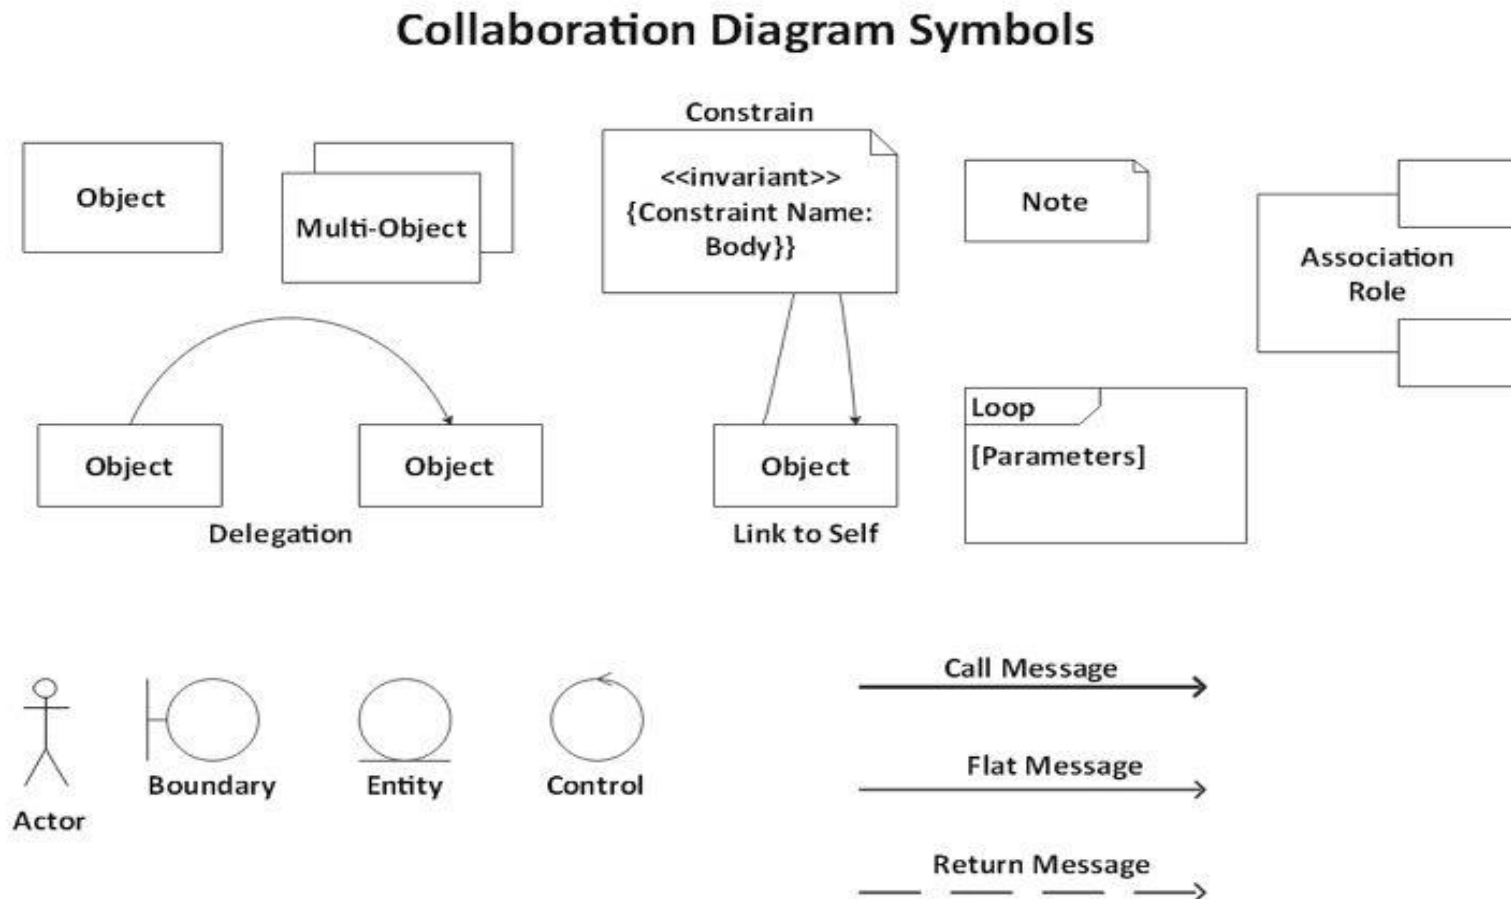 Collaboration Diagram Symbols
Object
Multi-Object
Constrain
<<invariant>>
{Constraint Name:
Body}}
Note
Association
Role
Object
Object
Delegation
Object
Link to Self
Loop
[Parameters]
Actor
Boundary
Entity
Control
Call Message
Flat Message
Return Message